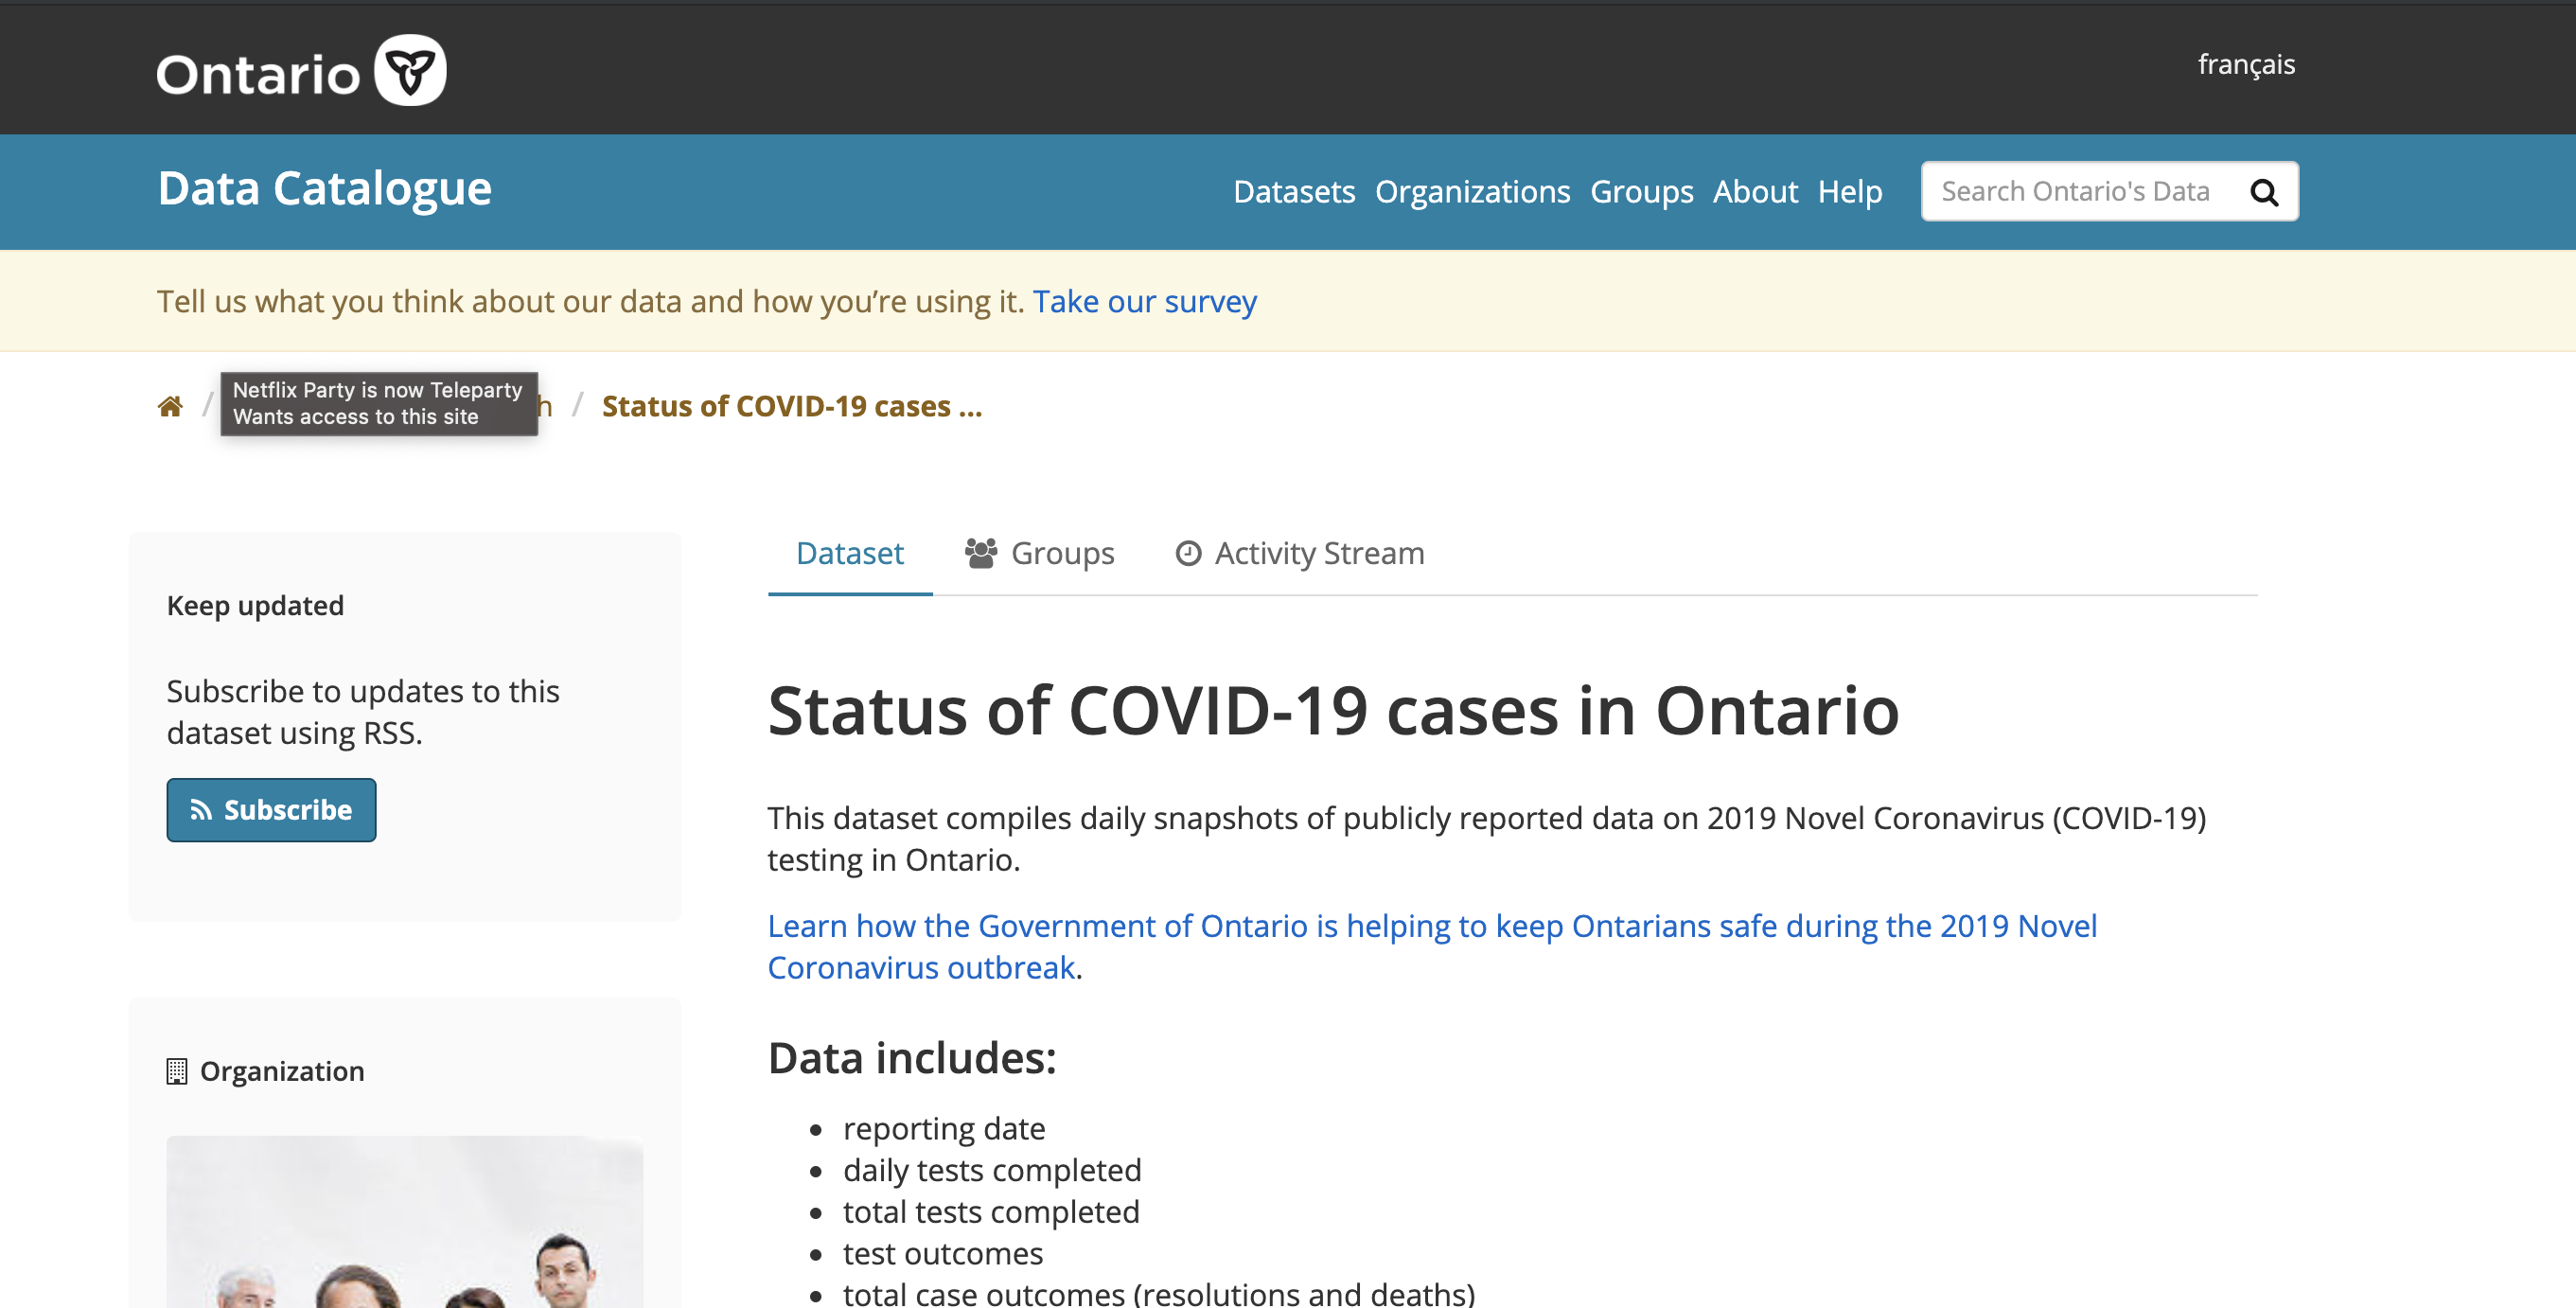 Ontario
français
Data Catalogue
Datasets Organizations Groups About Help
Search Ontario's Data
Tell us what you think about our data and how you’re using it. Take our survey
Netflix Party is now Teleparty
Wants access to this site
/ h / Status of COVID-19 cases ...
Dataset Groups Activity Stream
Keep updated
Subscribe to updates to this
dataset using RSS.
Subscribe
Organization
Status of COVID-19 cases in Ontario
This dataset compiles daily snapshots of publicly reported data on 2019 Novel Coronavirus (COVID-19)
testing in Ontario.
Learn how the Government of Ontario is helping to keep Ontarians safe during the 2019 Novel
Coronavirus outbreak.
Data includes:
• reporting date
• daily tests completed
• total tests completed
• test outcomes
• total case outcomes (resolutions and deaths)